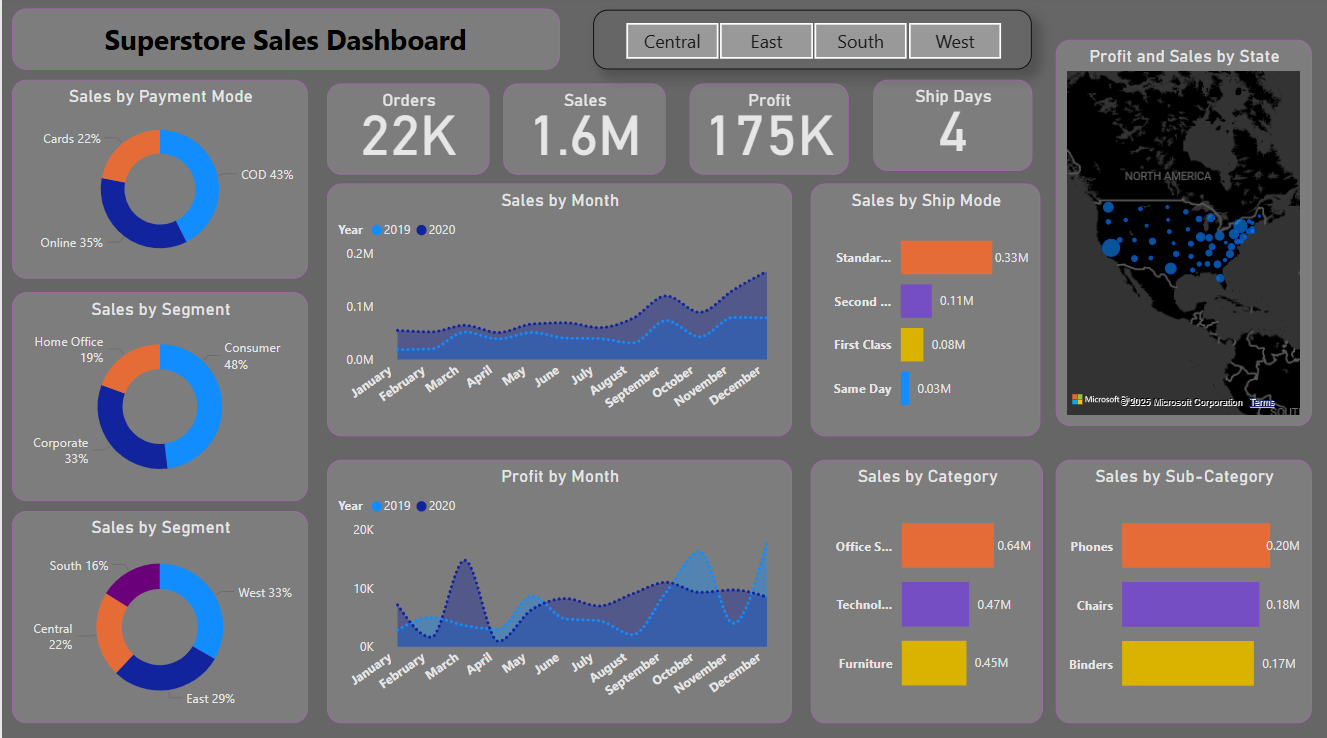 Superstore Sales Dashboard
Central
East
South
West
Sales by Payment Mode
Cards 22%
COD 43%
Online 35%
Orders
22K
Sales
1.6M
Profit
175K
Ship Days
4
Profit and Sales by State
NORTH AMERICA
© 2025 Microsoft Corporation
Terms
Sales by Month
Year
2019
2020
0.2M
0.1M
0.0M
January
February
March
April
May
June
July
August
September
October
November
December
Sales by Ship Mode
Standar...
0.33M
Second ...
0.11M
First Class
0.08M
Same Day
0.03M
Sales by Segment
Home Office
19%
Consumer
48%
Corporate
33%
Sales by Segment
South 16%
West 33%
Central
22%
East 29%
Profit by Month
Year
2019
2020
20K
10K
0K
January
February
March
April
May
June
July
August
September
October
November
December
Sales by Category
Office S...
0.64M
Technol...
0.47M
Furniture
0.45M
Sales by Sub-Category
Phones
0.20M
Chairs
0.18M
Binders
0.17M